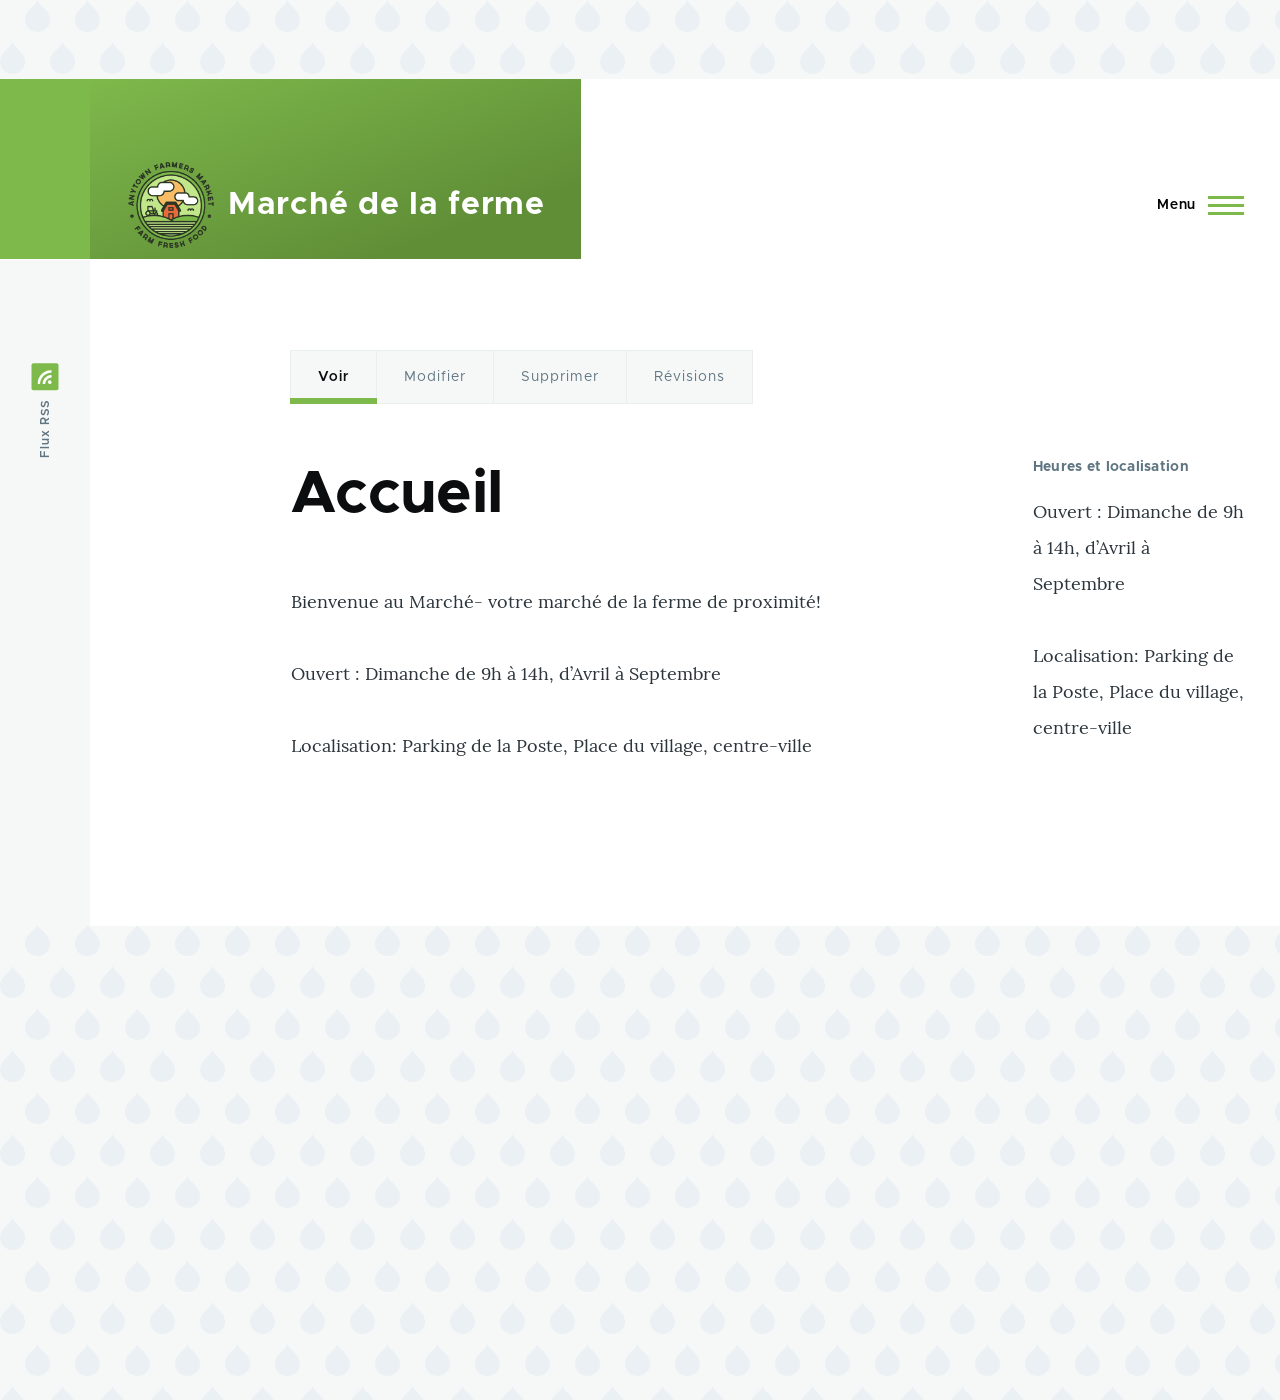 ANYTOWN FARMERS MARKET
FARM FRESH FOOD
Marché de la ferme
Menu
Flux RSS
Voir
Modifier
Supprimer
Révisions
Accueil
Bienvenue au Marché- votre marché de la ferme de proximité!
Ouvert : Dimanche de 9h à 14h, d’Avril à Septembre
Localisation: Parking de la Poste, Place du village, centre-ville
Heures et localisation
Ouvert : Dimanche de 9h
à 14h, d’Avril à
Septembre
Localisation: Parking de
la Poste, Place du village,
centre-ville